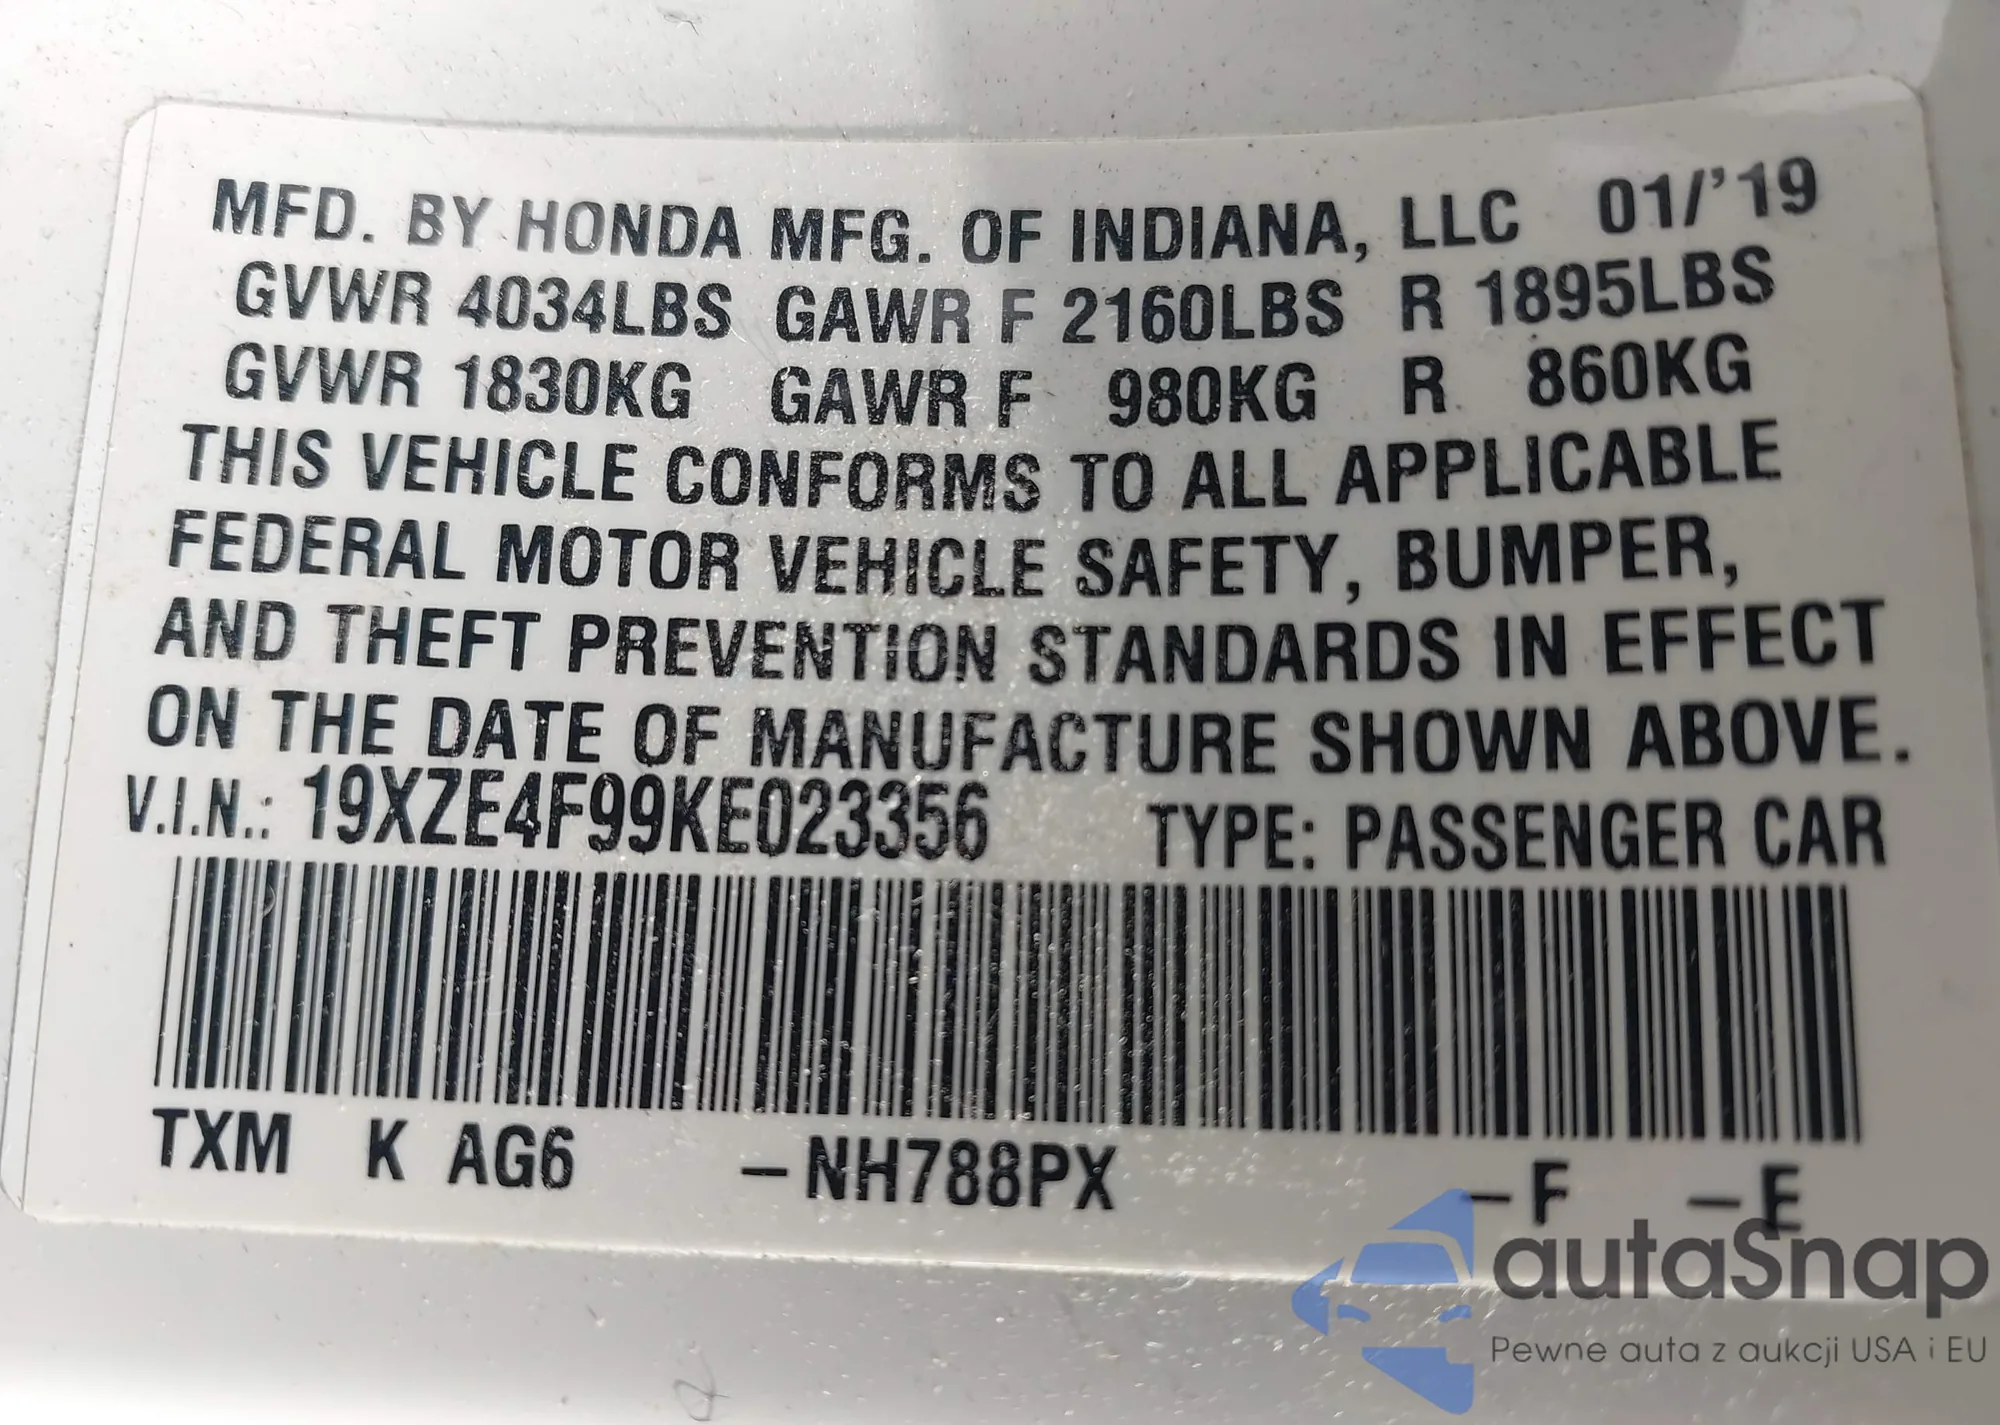 MFD. BY HONDA MFG. OF INDIANA, LLC 01/'19
GVWR 4034LBS GAWR F 2160LBS R 1895LBS
GVWR 1830KG GAWR F 980KG R 860KG
THIS VEHICLE CONFORMS TO ALL APPLICABLE
FEDERAL MOTOR VEHICLE SAFETY, BUMPER,
AND THEFT PREVENTION STANDARDS IN EFFECT
ON THE DATE OF MANUFACTURE SHOWN ABOVE.
V.I.N.: 19XZE4F99KE023356 TYPE: PASSENGER CAR
TXM K AG6 –NH788PX –F –E
autaSnap
Pewne auta z aukcji USA i EU